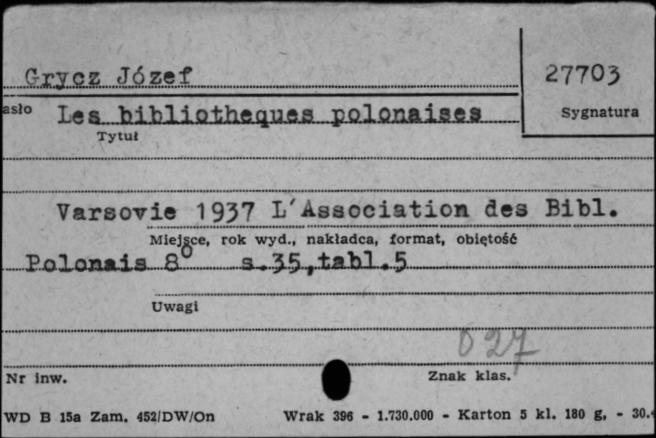 Grycz Józef
27703
asło Les bibliotheques polonaises
Sygnatura
Tytuł
Varsovie 1937 L'Association des Bibl.
Miejsce, rok wyd., nakładca, format, objętość
Polonais 8° s.35,tabl.5
Uwagi
027
Nr inw.
Znak klas.
WD B 15a Zam. 452/DW/On Wrak 396 - 1.730.000 - Karton 5 kl. 180 g, - 30.